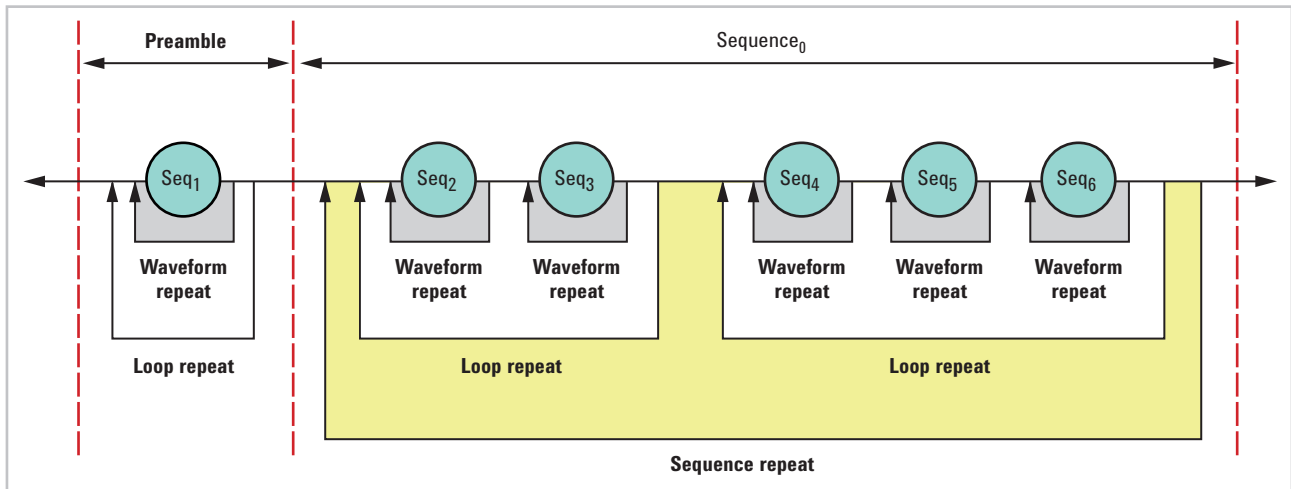 Preamble
Sequence₀
Seq₁
Seq₂
Seq₃
Seq₄
Seq₅
Seq₆
Waveform
repeat
Waveform
repeat
Waveform
repeat
Waveform
repeat
Waveform
repeat
Waveform
repeat
Loop repeat
Loop repeat
Loop repeat
Sequence repeat